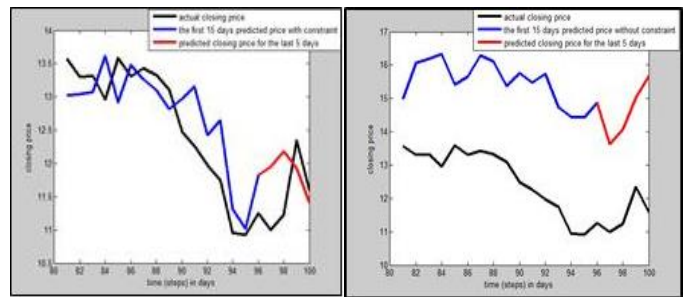 actual closing price
the first 15 days predicted price with constraint
predicted closing price for the last 5 days
14
13.5
13
12.5
12
11.5
11
10.5
closing price
80 82 84 86 88 90 92 94 96 98 100
time (steps) in days
actual closing price
the first 15 days predicted price without constraint
predicted closing price for the last 5 days
17
16
15
14
13
12
11
10
closing price
80 82 84 86 88 90 92 94 96 98 100
time (steps) in days